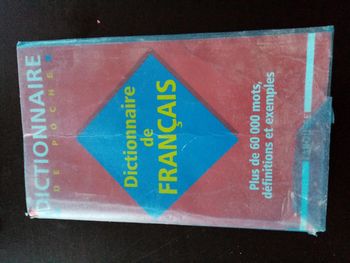 DICTIONNAIRE
DE POCHE
Dictionnaire
de
FRANÇAIS
Plus de 60 000 mots,
définitions et exemples